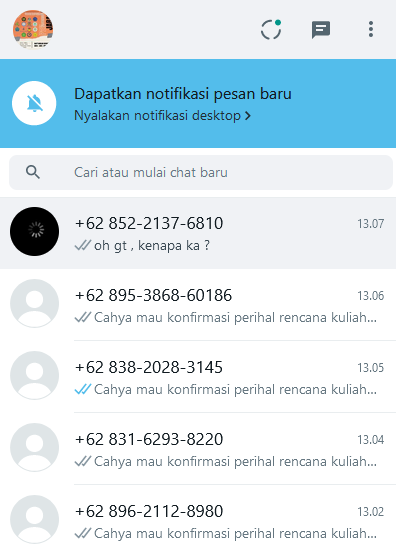 Dapatkan notifikasi pesan baru
Nyalakan notifikasi desktop
Cari atau mulai chat baru
+62 852-2137-6810 13.07
oh gt , kenapa ka ?
+62 895-3868-60186 13.06
Cahya mau konfirmasi perihal rencana kuliah...
+62 838-2028-3145 13.05
Cahya mau konfirmasi perihal rencana kuliah...
+62 831-6293-8220 13.04
Cahya mau konfirmasi perihal rencana kuliah...
+62 896-2112-8980 13.02
Cahya mau konfirmasi perihal rencana kuliah...